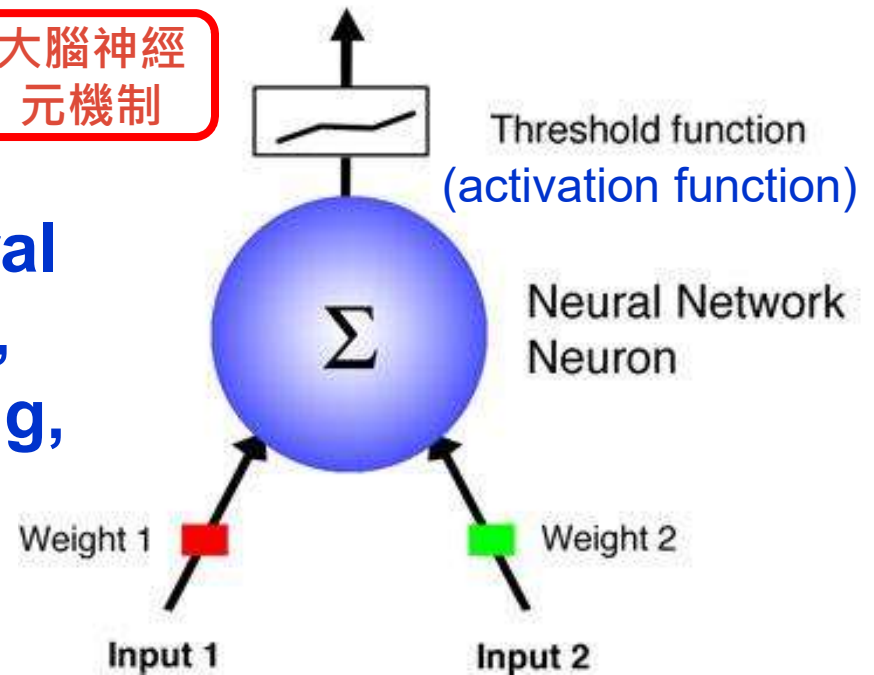 大腦神經
元機制
Threshold function
(activation function)
Σ
Neural Network
Neuron
Weight 1
Weight 2
Input 1
Input 2